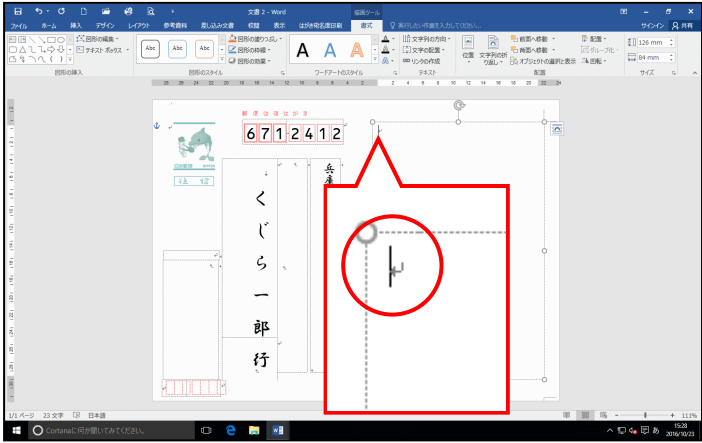 文書 2 - Word
描画ツール
サインイン 共有
ファイル ホーム 挿入 デザイン レイアウト 参考資料 差し込み文書 校閲 表示 はがき宛名面印刷 書式 実行したい作業を入力してください...
図形の編集
テキスト ボックス
図形の挿入
Abc Abc Abc
図形の塗りつぶし
図形の枠線
図形の効果
図形のスタイル
A A A
ワードアートのスタイル
文字列の方向
文字の配置
リンクの作成
テキスト
位置 文字列の折り返し
前面へ移動
背面へ移動
オブジェクトの選択と表示
配置
グループ化
回転
配置
126 mm
84 mm
サイズ
郵便往復はがき
6712412
往信
兵庫
くじら一郎行
1/1 ページ 23 文字 日本語
111%
Cortanaに何か聞いてみてください。
あ
15:28
2016/10/23